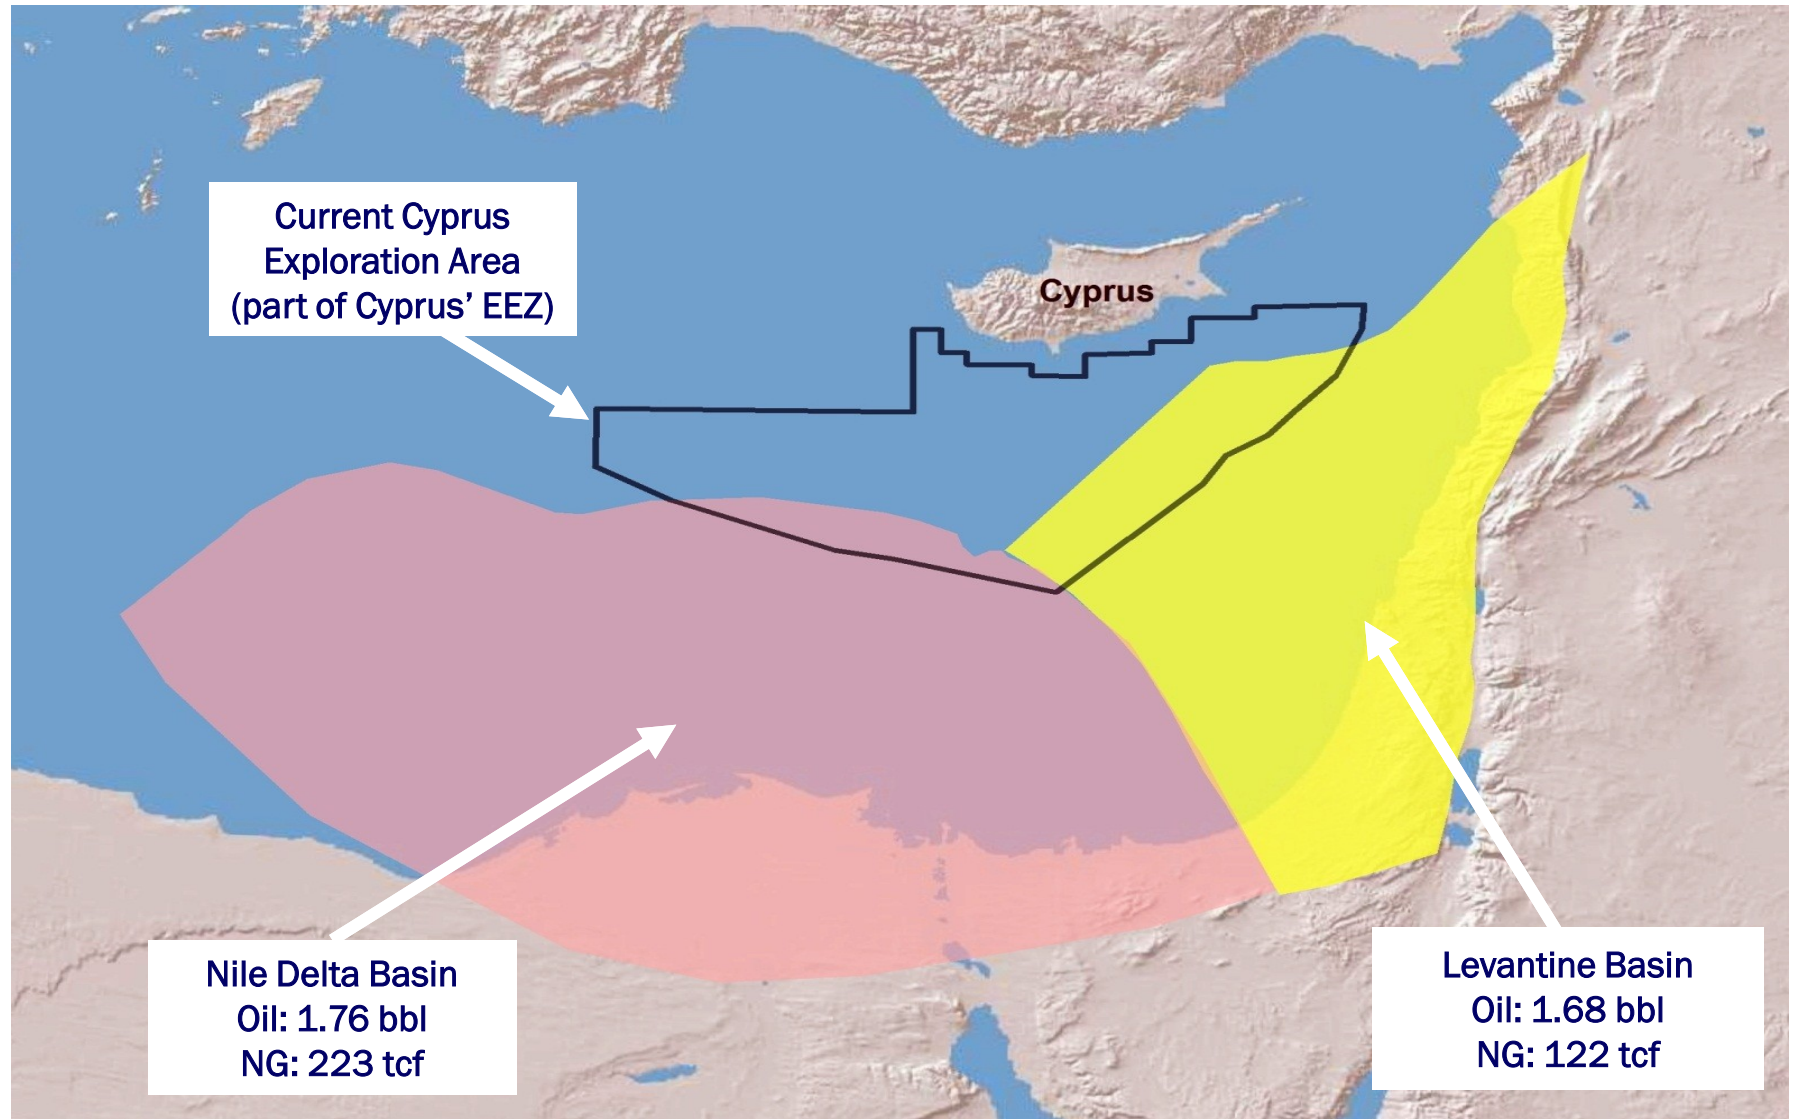 Current Cyprus
Exploration Area
(part of Cyprus’ EEZ)
Cyprus
Nile Delta Basin
Oil: 1.76 bbl
NG: 223 tcf
Levantine Basin
Oil: 1.68 bbl
NG: 122 tcf